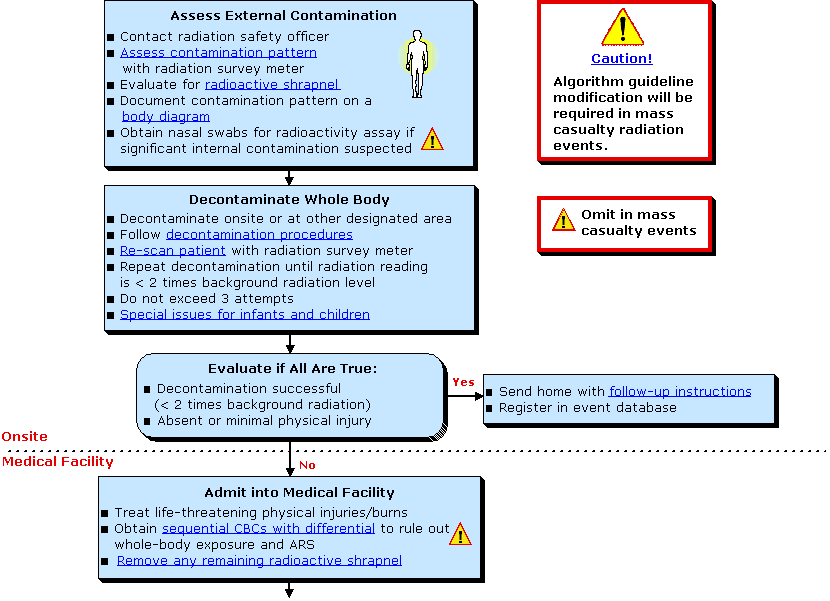 Assess External Contamination
■ Contact radiation safety officer
■ Assess contamination pattern
with radiation survey meter
■ Evaluate for radioactive shrapnel
■ Document contamination pattern on a
body diagram
■ Obtain nasal swabs for radioactivity assay if
significant internal contamination suspected
Caution!
Algorithm guideline
modification will be
required in mass
casualty radiation
events.
Decontaminate Whole Body
■ Decontaminate onsite or at other designated area
■ Follow decontamination procedures
■ Re-scan patient with radiation survey meter
■ Repeat decontamination until radiation reading
is < 2 times background radiation level
■ Do not exceed 3 attempts
■ Special issues for infants and children
Omit in mass
casualty events
Evaluate if All Are True:
■ Decontamination successful
(< 2 times background radiation)
■ Absent or minimal physical injury
Yes
■ Send home with follow-up instructions
■ Register in event database
Onsite
Medical Facility
No
Admit into Medical Facility
■ Treat life-threatening physical injuries/burns
■ Obtain sequential CBCs with differential to rule out
whole-body exposure and ARS
■ Remove any remaining radioactive shrapnel